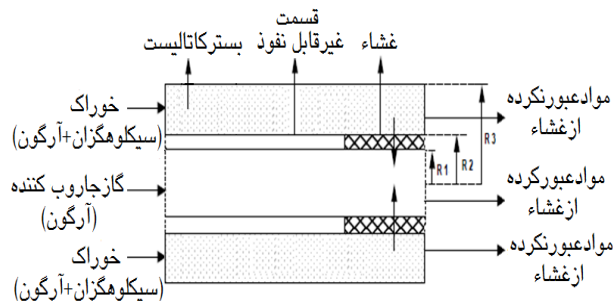 قسمت
غیرقابل نفوذ
بسترکاتالیست
غشاء
خوراک
(سیکلوهگزان+آرگون)
گازجاروب کننده
(آرگون)
خوراک
(سیکلوهگزان+آرگون)
موادعبورنکرده
ازغشاء
موادعبورکرده
ازغشاء
موادعبورنکرده
ازغشاء
R1
R2
R3